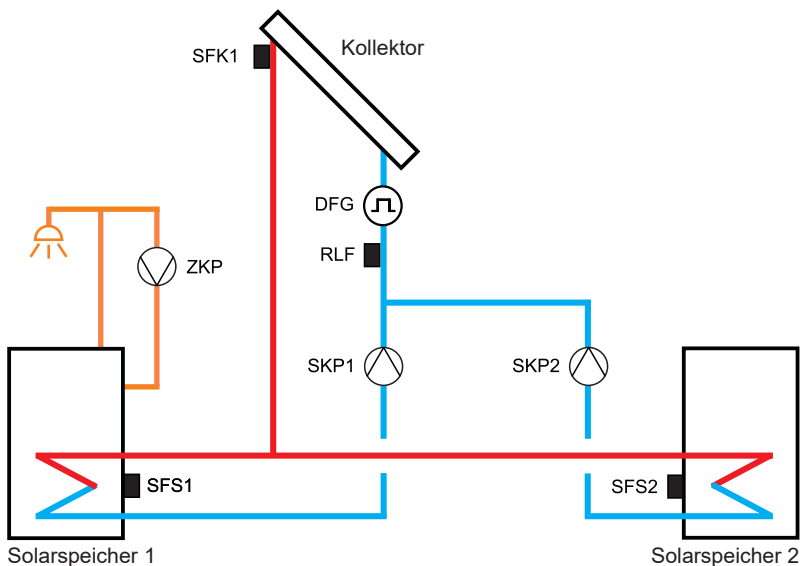 SFK1
Kollektor
DFG
RLF
ZKP
SKP1
SKP2
SFS1
SFS2
Solarspeicher 1
Solarspeicher 2